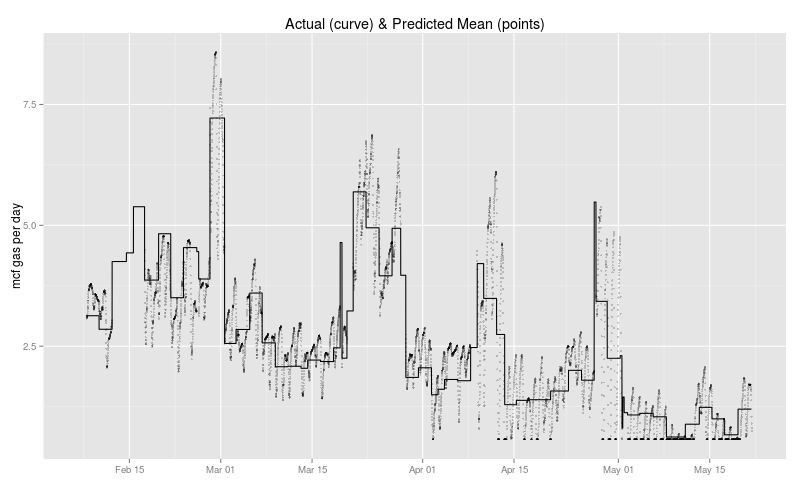 Actual (curve) & Predicted Mean (points)
mcf gas per day
7.5
5.0
2.5
Feb 15
Mar 01
Mar 15
Apr 01
Apr 15
May 01
May 15